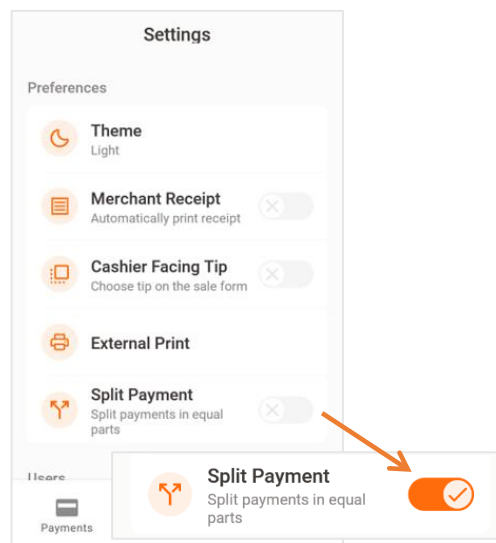 Settings
Preferences
Theme
Light
Merchant Receipt
Automatically print receipt
Cashier Facing Tip
Choose tip on the sale form
External Print
Split Payment
Split payments in equal
parts
Users
Payments
Split Payment
Split payments in equal
parts